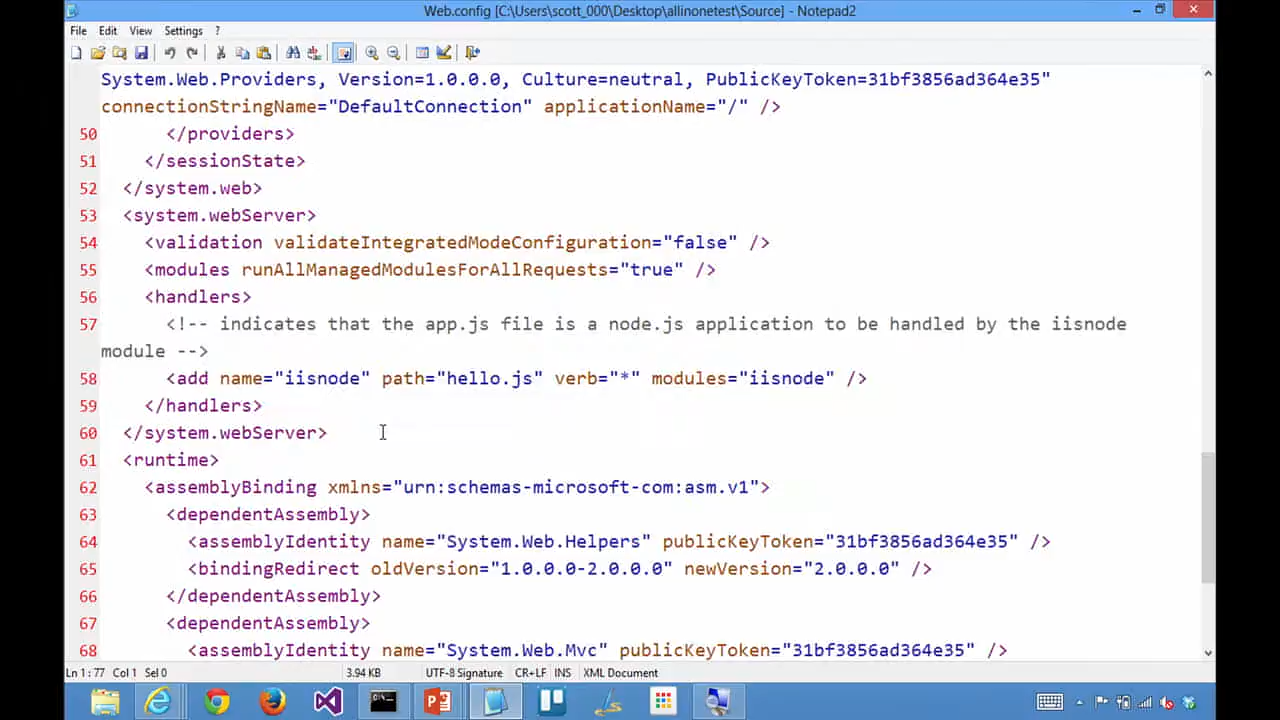 Web.config [C:\Users\scott_000\Desktop\allinonetest\Source] - Notepad2
File Edit View Settings ?
System.Web.Providers, Version=1.0.0.0, Culture=neutral, PublicKeyToken=31bf3856ad364e35"
connectionStringName="DefaultConnection" applicationName="/" />
50 </providers>
51 </sessionState>
52 </system.web>
53 <system.webServer>
54 <validation validateIntegratedModeConfiguration="false" />
55 <modules runAllManagedModulesForAllRequests="true" />
56 <handlers>
57 <!-- indicates that the app.js file is a node.js application to be handled by the iisnode
module -->
58 <add name="iisnode" path="hello.js" verb="*" modules="iisnode" />
59 </handlers>
60 </system.webServer>
61 <runtime>
62 <assemblyBinding xmlns="urn:schemas-microsoft-com:asm.v1">
63 <dependentAssembly>
64 <assemblyIdentity name="System.Web.Helpers" publicKeyToken="31bf3856ad364e35" />
65 <bindingRedirect oldVersion="1.0.0.0-2.0.0.0" newVersion="2.0.0.0" />
66 </dependentAssembly>
67 <dependentAssembly>
68 <assemblyIdentity name="System.Web.Mvc" publicKeyToken="31bf3856ad364e35" />
Ln 1 : 77 Col 1 Sel 0 3.94 KB UTF-8 Signature CR+LF INS XML Document